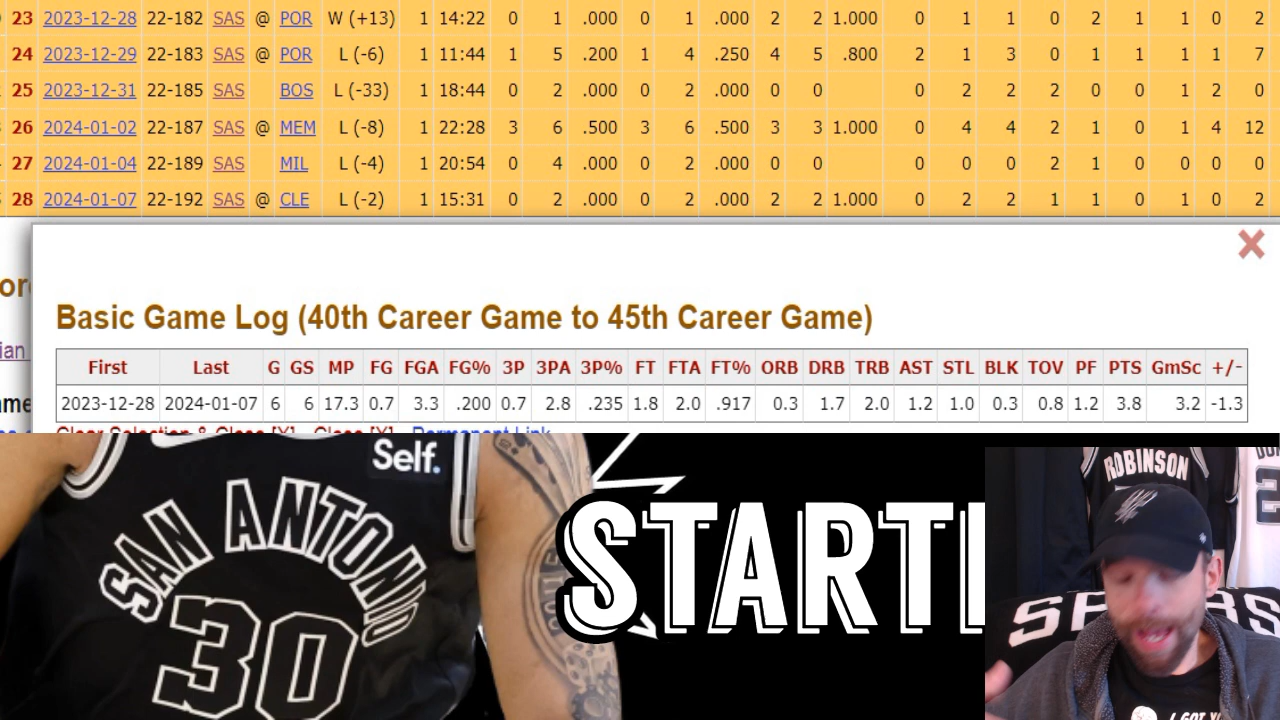 23 2023-12-28 22-182 SAS @ POR W (+13) 1 14:22 0 1 .000 0 1 .000 2 2 1.000 0 1 1 0 2 1 1 0 2
24 2023-12-29 22-183 SAS @ POR L (-6) 1 11:44 1 5 .200 1 4 .250 4 5 .800 2 1 3 0 1 1 1 1 7
25 2023-12-31 22-185 SAS BOS L (-33) 1 18:44 0 2 .000 0 2 .000 0 0 0 2 2 2 0 0 1 2 0
26 2024-01-02 22-187 SAS @ MEM L (-8) 1 22:28 3 6 .500 3 6 .500 3 3 1.000 0 4 4 2 1 0 1 4 12
27 2024-01-04 22-189 SAS MIL L (-4) 1 20:54 0 4 .000 0 2 .000 0 0 0 0 0 2 1 0 0 0 0
28 2024-01-07 22-192 SAS @ CLE L (-2) 1 15:31 0 2 .000 0 2 .000 2 2 1.000 0 2 2 1 1 0 1 0 2
Basic Game Log (40th Career Game to 45th Career Game)
First Last G GS MP FG FGA FG% 3P 3PA 3P% FT FTA FT% ORB DRB TRB AST STL BLK TOV PF PTS GmSc +/-
2023-12-28 2024-01-07 6 6 17.3 0.7 3.3 .200 0.7 2.8 .235 1.8 2.0 .917 0.3 1.7 2.0 1.2 1.0 0.3 0.8 1.2 3.8 3.2 -1.3
Clear Selection & Close [X] Close [X] Permanent Link
Self.
SAN ANTONIO
30
START
ROBINSON
SPURS
2
I GOT